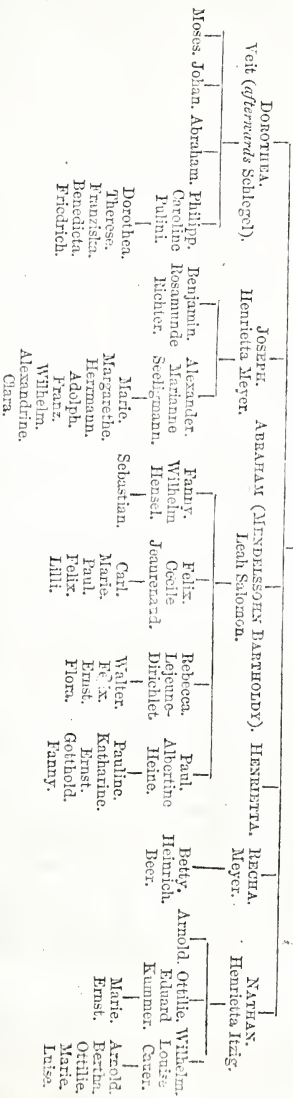 DOROTHEA. JOSEPH. ABRAHAM (MENDELSSOHN BARTHOLDY). HENRIETTA. RECHA. NATHAN.
Veit (afterwards Schlegel). Henrietta Meyer. Leah Salomon. Meyer. Henrietta Itzig.
Moses. Johan. Abraham. Philipp. Benjamin. Alexander. Fanny. Felix. Rebecca. Paul. Betty. Arnold. Ottilie. Wilhelm.
Caroline Rosamunde Marianne Wilhelm Cecile Lejeune- Albertine Heinrich Eduard Louise
Pulini. Richter. Seeligmann. Hensel. Jeaurenaud. Dirichlet Heine. Beer. Kummer. Cauer.
Dorothea. Marie. Sebastian. Carl. Walter. Pauline. Marie. Arnold.
Therese. Margarethe. Marie. Felix. Katharine. Ernst. Bertha.
Franziska. Herrmann. Paul. Ernst. Ernst. Ottilie.
Benedicta. Adolph. Felix. Flora. Gotthold. Marie.
Friedrich. Franz. Lilli. Fanny. Luise.
Wilhelm.
Alexandrine.
Clara.